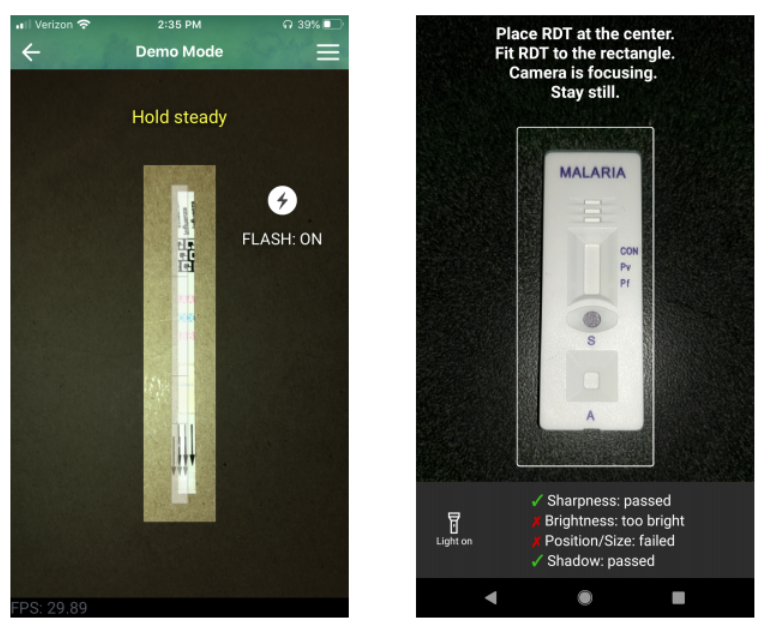 Verizon 2:35 PM 39%
Demo Mode
Hold steady
FLASH: ON
FPS: 29.89
Place RDT at the center.
Fit RDT to the rectangle.
Camera is focusing.
Stay still.
MALARIA
CON
Pv
Pf
S
A
Light on
✓ Sharpness: passed
✗ Brightness: too bright
✗ Position/Size: failed
✓ Shadow: passed